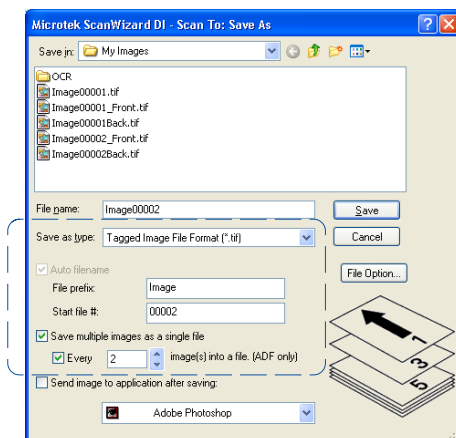 Microtek ScanWizard DI - Scan To: Save As
Save in: My Images
OCR
Image00001.tif
Image00001_Front.tif
Image00001Back.tif
Image00002_Front.tif
Image00002Back.tif
File name: Image00002 Save
Save as type: Tagged Image File Format (*.tif) Cancel
Auto filename File Option...
File prefix: Image
Start file #: 00002
Save multiple images as a single file
Every 2 image(s) into a file. (ADF only)
Send image to application after saving:
Adobe Photoshop
1
3
5